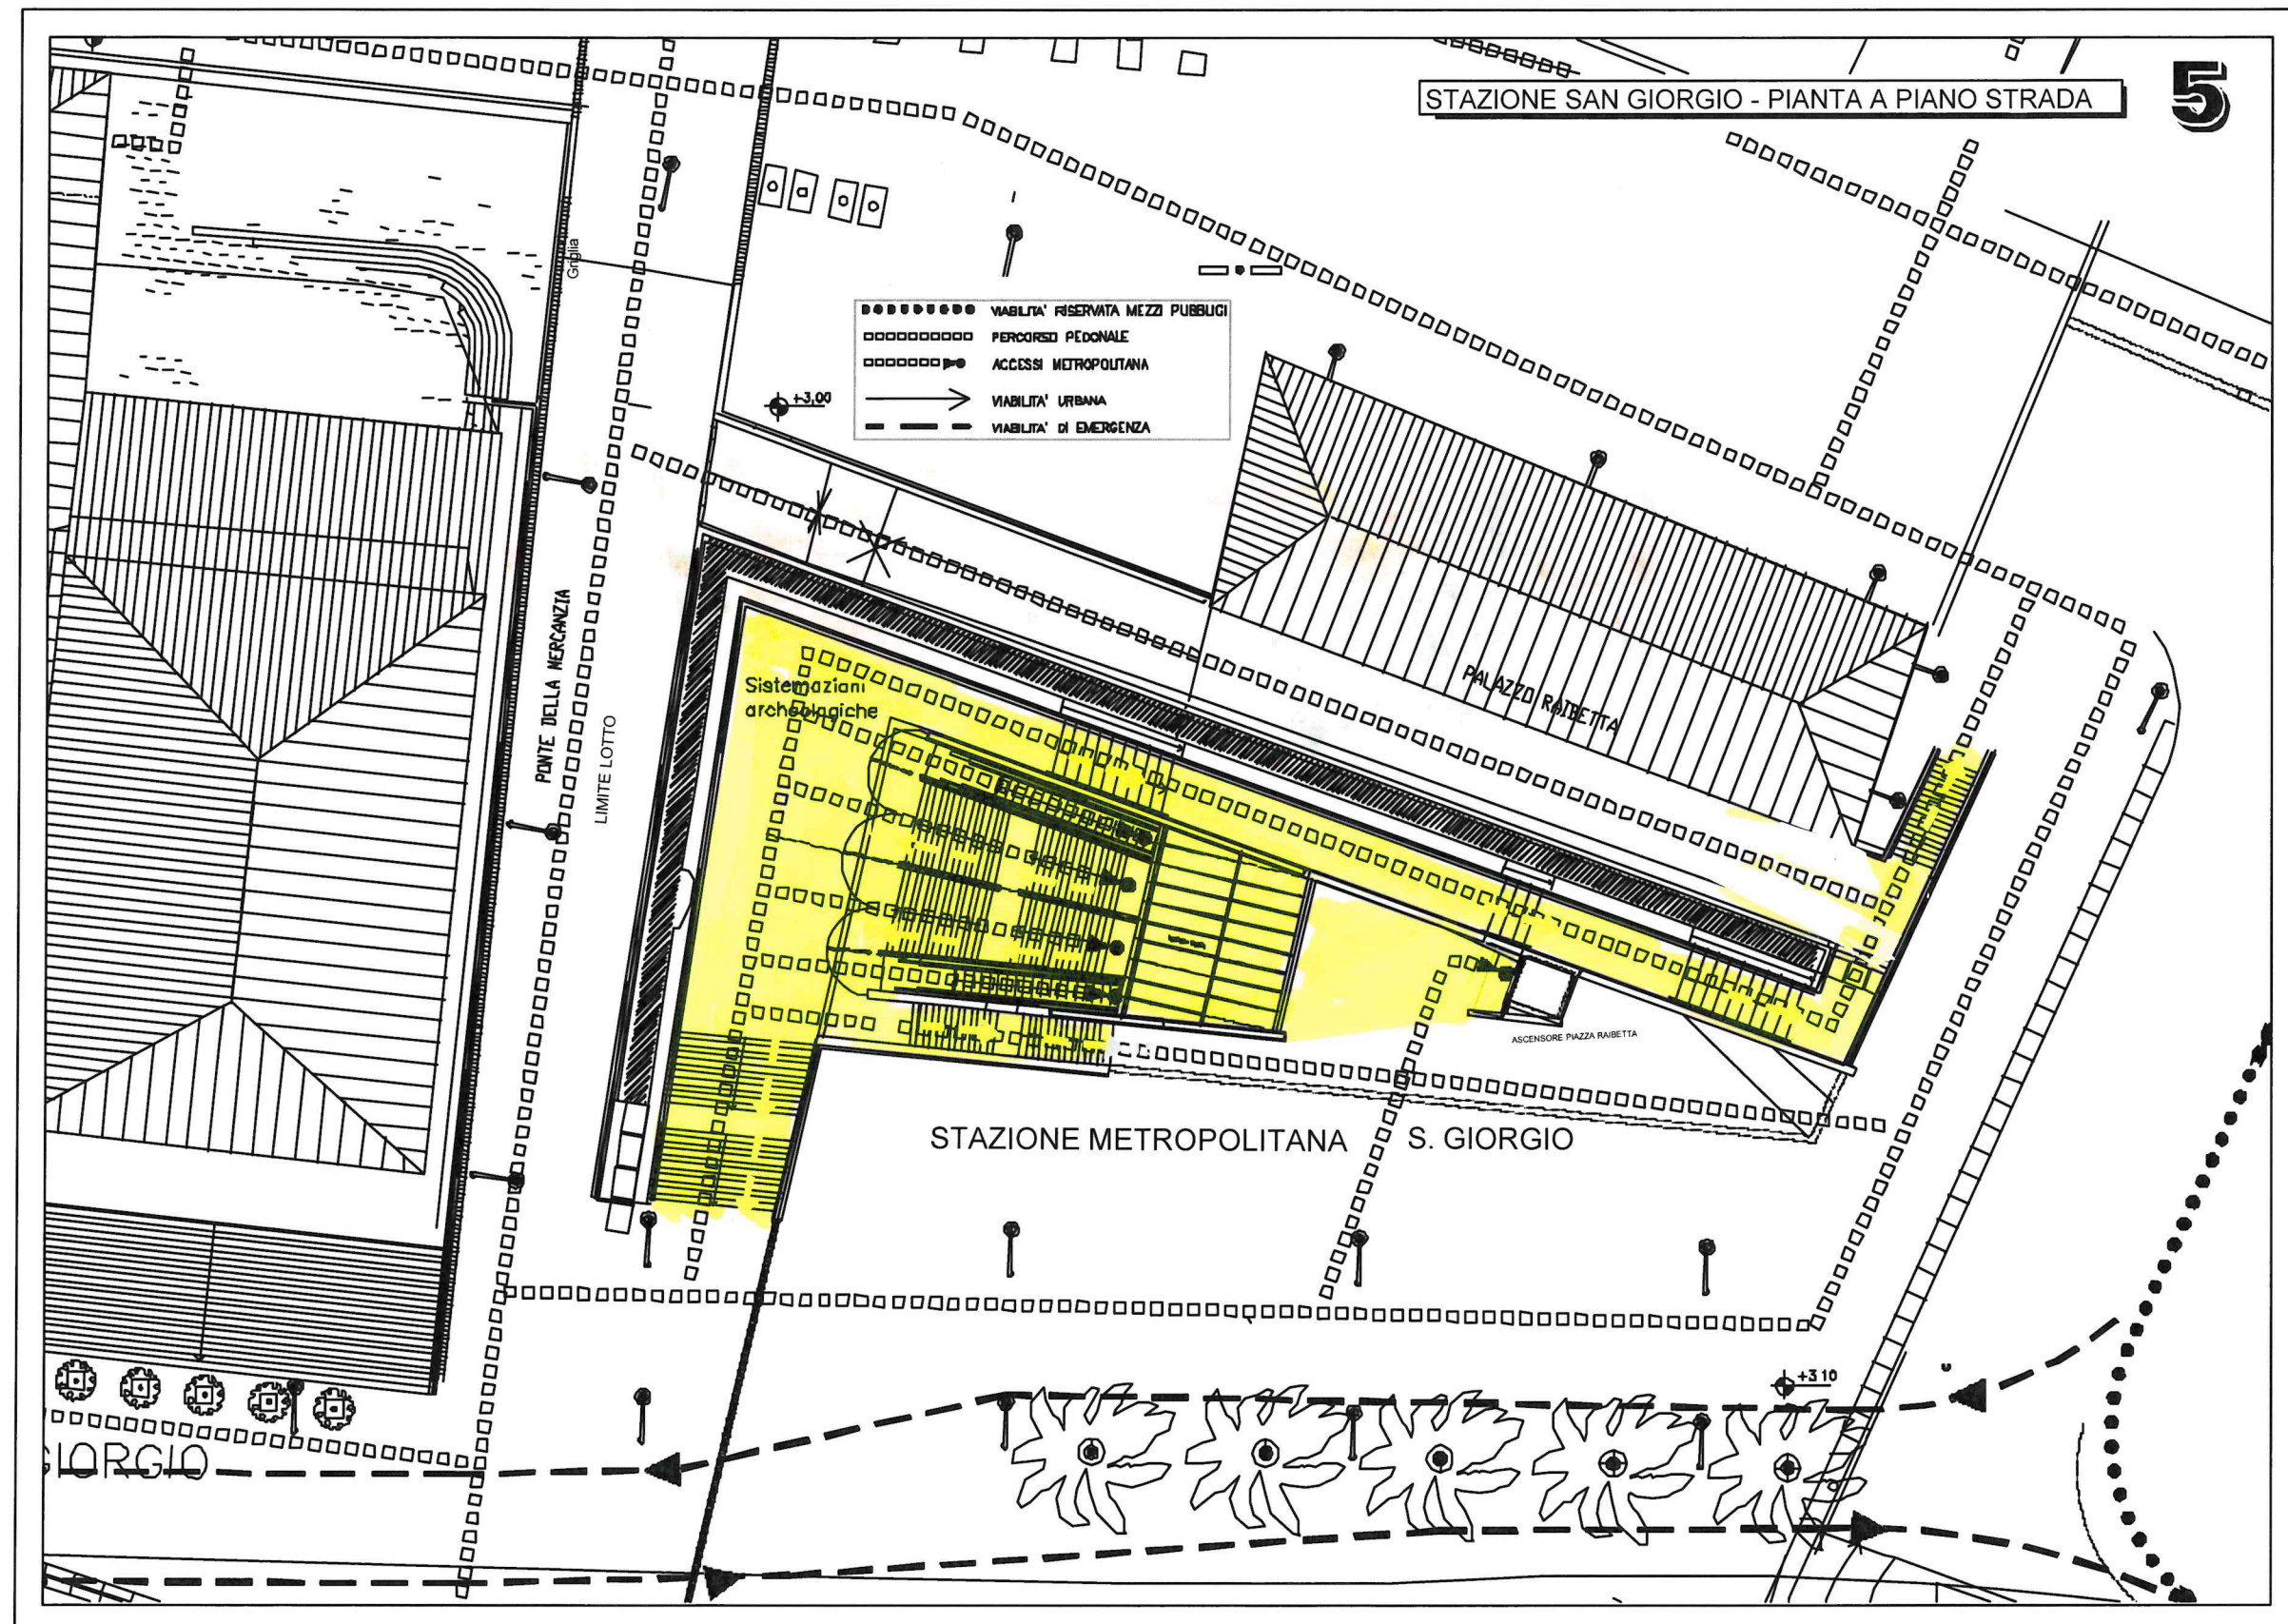 STAZIONE SAN GIORGIO - PIANTA A PIANO STRADA
5
Griglia
VIABILITA' RISERVATA MEZZI PUBBLICI
PERCORSO PEDONALE
ACCESSI METROPOLITANA
VIABILITA' URBANA
VIABILITA' DI EMERGENZA
+3,00
PONTE DELLA MERCANZIA
LIMITE LOTTO
PALAZZO RAIBETTA
Sistemaziani
archeologiche
ASCENSORE PIAZZA RAIBETTA
STAZIONE METROPOLITANA S. GIORGIO
+3 10
GIORGIO